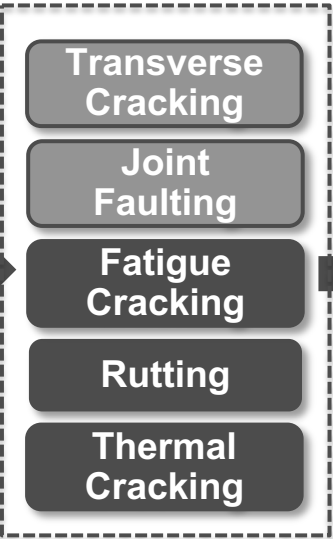 Transverse
Cracking
Joint
Faulting
Fatigue
Cracking
Rutting
Thermal
Cracking